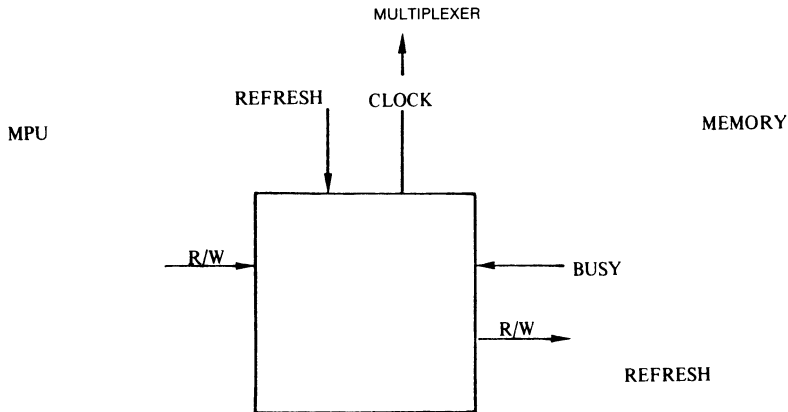 MULTIPLEXER
REFRESH
CLOCK
MPU
MEMORY
R/W
BUSY
R/W
REFRESH